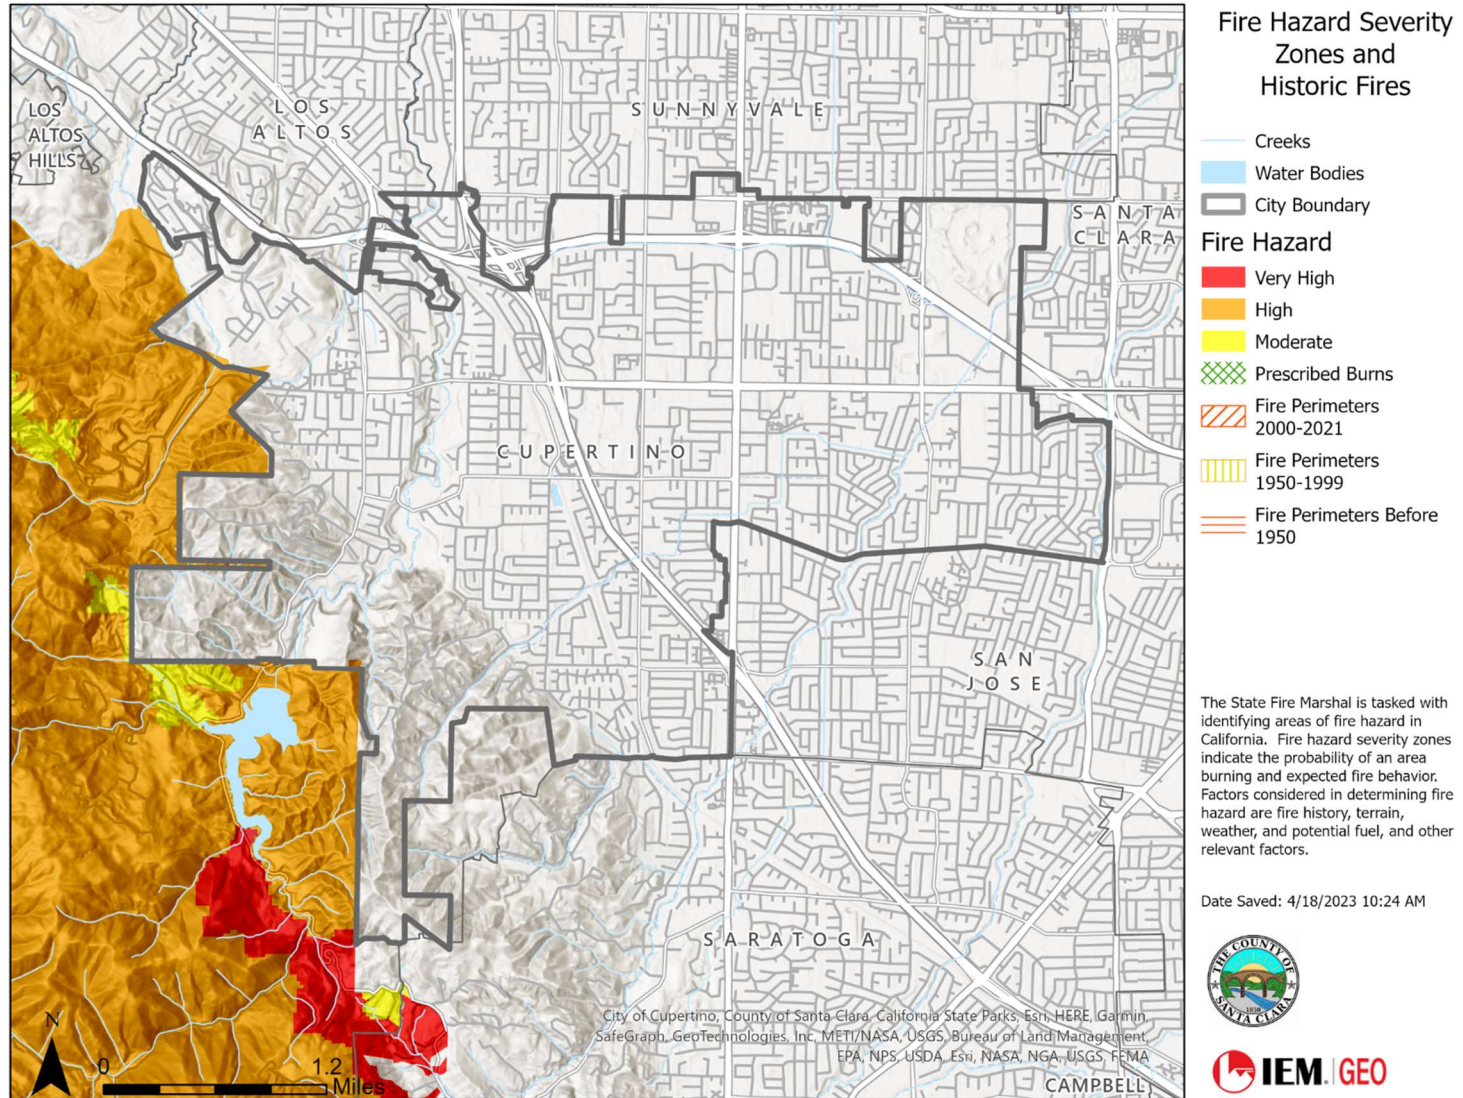 LOS
ALTOS
HILLS
LOS
ALTOS
SUNNYVALE
SANTA
CLARA
CUPERTINO
SAN
JOSE
SARATOGA
CAMPBELL
City of Cupertino, County of Santa Clara, California State Parks, Esri, HERE, Garmin,
SafeGraph, GeoTechnologies, Inc, METI/NASA, USGS, Bureau of Land Management,
EPA, NPS, USDA, Esri, NASA, NGA, USGS, FEMA
N
0 1.2
Miles
Fire Hazard Severity
Zones and
Historic Fires
Creeks
Water Bodies
City Boundary
Fire Hazard
Very High
High
Moderate
Prescribed Burns
Fire Perimeters
2000-2021
Fire Perimeters
1950-1999
Fire Perimeters Before
1950
The State Fire Marshal is tasked with
identifying areas of fire hazard in
California. Fire hazard severity zones
indicate the probability of an area
burning and expected fire behavior.
Factors considered in determining fire
hazard are fire history, terrain,
weather, and potential fuel, and other
relevant factors.
Date Saved: 4/18/2023 10:24 AM
THE COUNTY OF
SANTA CLARA
1850
IEM. | GEO